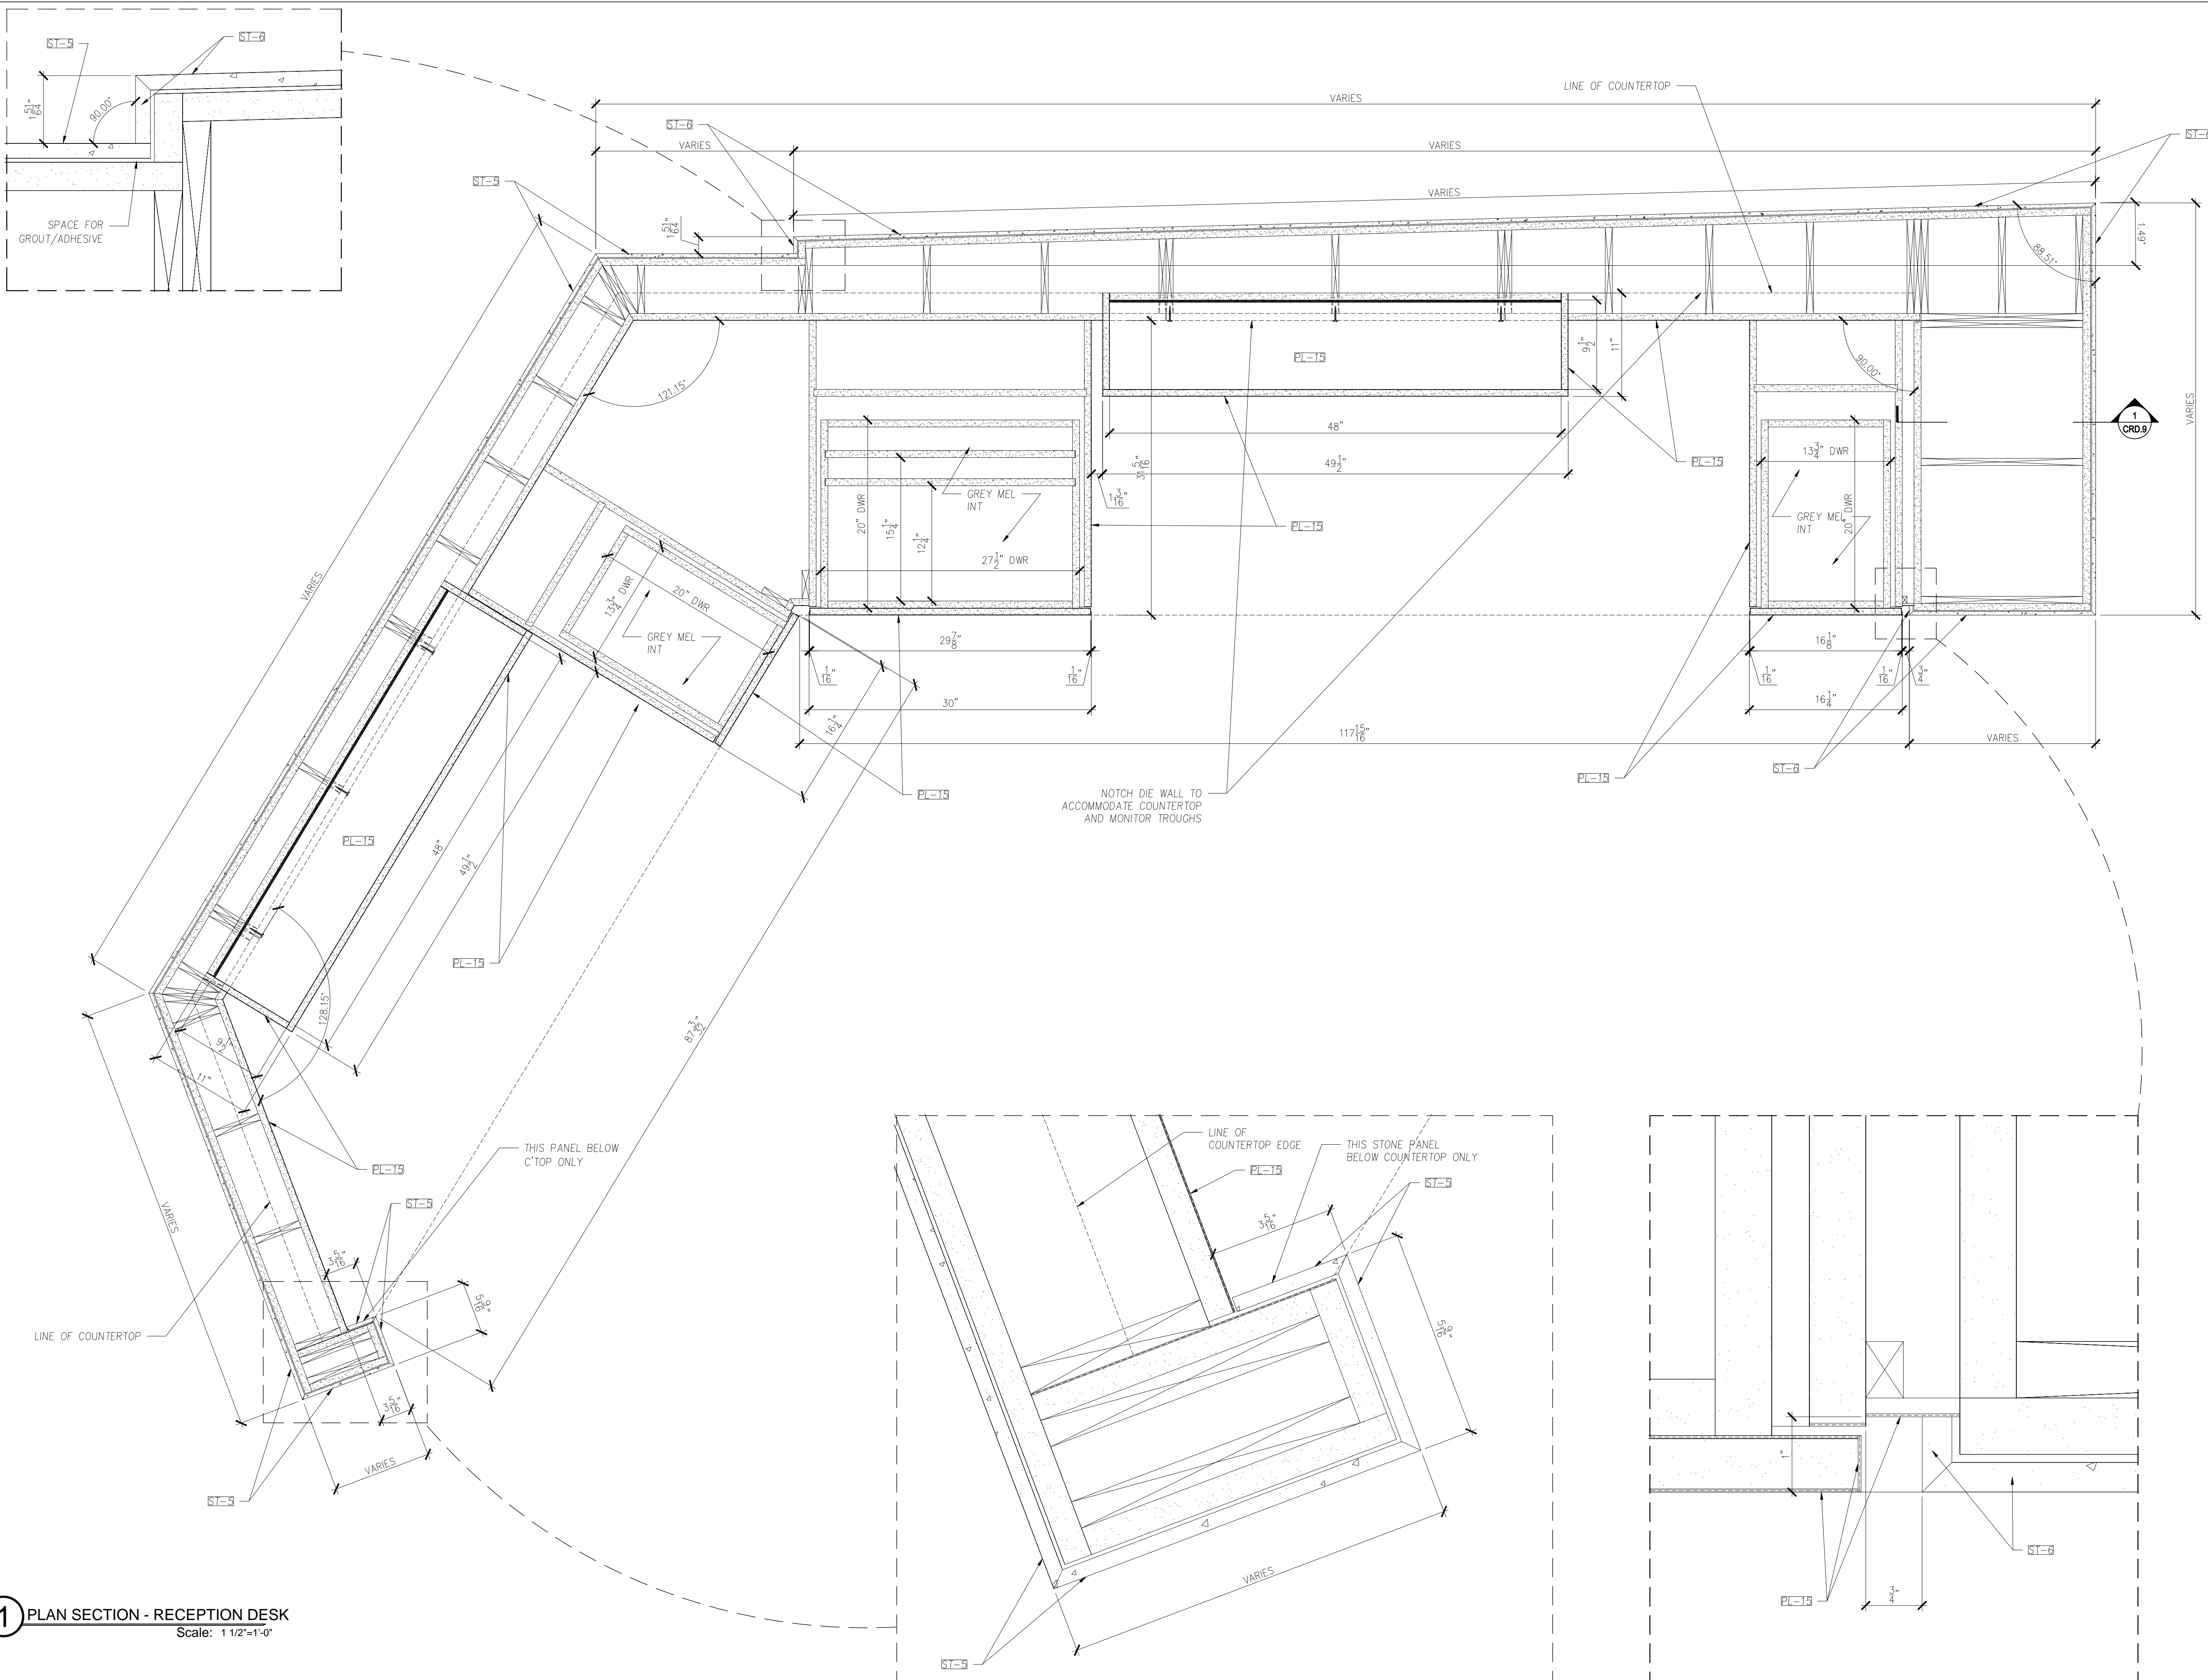 ST-5
ST-6
1 51/64"
90.00°
SPACE FOR
GROUT/ADHESIVE
LINE OF COUNTERTOP
VARIES
ST-6
VARIES
VARIES
ST-6
ST-5
VARIES
1 51/64"
1.49"
88.51°
VARIES
121.15°
PL-15
9 1/2"
11"
90.00°
1
CRD.9
48"
49 1/2"
31 5/16"
1 3/16"
PL-15
13 3/4" DWR
GREY MEL
INT
20" DWR
GREY MEL
INT
20" DWR
15 1/4"
12 1/4"
27 1/2" DWR
PL-15
VARIES
13 3/4" DWR
20" DWR
GREY MEL
INT
29 7/8"
1/16"
1/16"
30"
16 1/8"
1/16"
1/16"
3/4"
16 1/4"
16 1/4"
117 15/16"
VARIES
PL-15
ST-6
PL-15
NOTCH DIE WALL TO
ACCOMMODATE COUNTERTOP
AND MONITOR TROUGHS
PL-15
48"
49 1/2"
PL-15
128.15°
87 3/32"
9 1/2"
11"
THIS PANEL BELOW
C'TOP ONLY
PL-15
ST-5
VARIES
3 5/16"
5 9/16"
LINE OF COUNTERTOP
3 5/16"
VARIES
ST-5
LINE OF
COUNTERTOP EDGE
THIS STONE PANEL
BELOW COUNTERTOP ONLY
PL-15
ST-5
3 5/16"
5 9/16"
VARIES
ST-5
1"
ST-6
PL-15
3/4"
1
PLAN SECTION - RECEPTION DESK
Scale: 1 1/2"=1'-0"